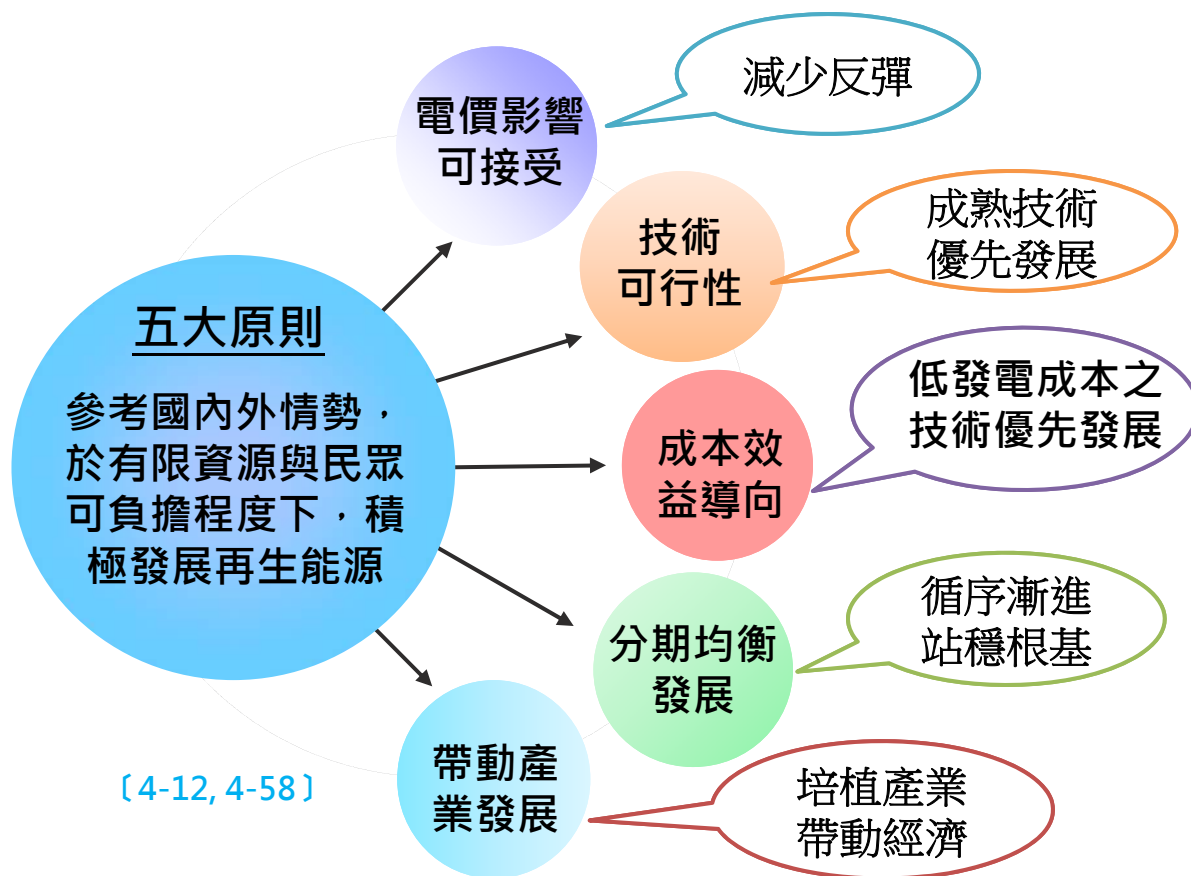 電價影響
可接受
減少反彈
技術
可行性
成熟技術
優先發展
五大原則
參考國內外情勢，
於有限資源與民眾
可負擔程度下，積
極發展再生能源
成本效
益導向
低發電成本之
技術優先發展
分期均衡
發展
循序漸進
站穩根基
帶動產
業發展
培植產業
帶動經濟
〔4-12, 4-58〕